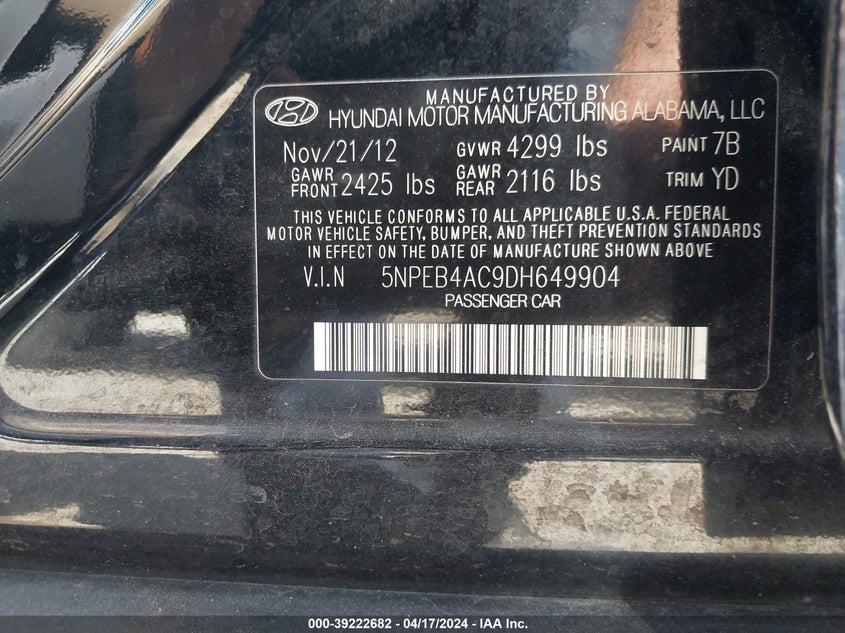 MANUFACTURED BY
HYUNDAI MOTOR MANUFACTURING ALABAMA, LLC
Nov/21/12 GVWR 4299 lbs PAINT 7B
GAWR FRONT 2425 lbs GAWR REAR 2116 lbs TRIM YD
THIS VEHICLE CONFORMS TO ALL APPLICABLE U.S.A. FEDERAL
MOTOR VEHICLE SAFETY, BUMPER, AND THEFT PREVENTION STANDARDS
IN EFFECT ON THE DATE OF MANUFACTURE SHOWN ABOVE
V.I.N 5NPEB4AC9DH649904
PASSENGER CAR
000-39222682 - 04/17/2024 - IAA Inc.